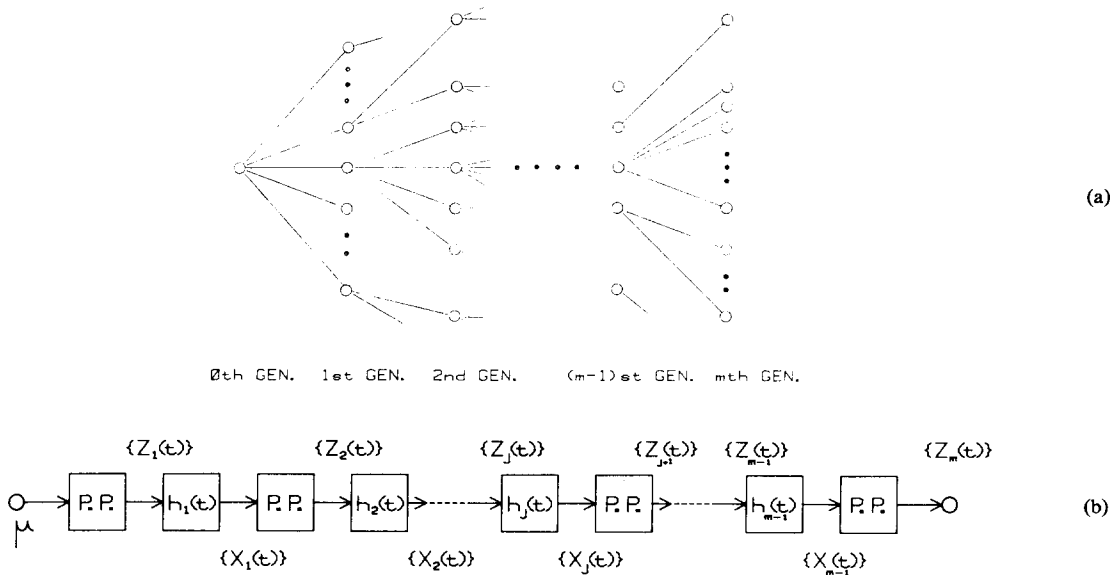 (a)
0th GEN. 1st GEN. 2nd GEN. (m-1)st GEN. mth GEN.
{Z₁(t)} {Z₂(t)} {Zⱼ(t)} {Zⱼ₊₁(t)} {Zₘ₋₁(t)} {Zₘ(t)}
μ P.P. h₁(t) P.P. h₂(t) hⱼ(t) P.P. hₘ₋₁(t) P.P. (b)
{X₁(t)} {X₂(t)} {Xⱼ(t)} {Xₘ₋₁(t)}